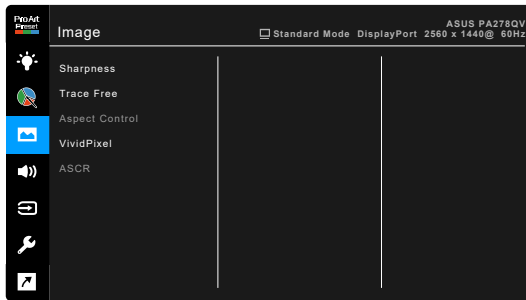 ProArt
Preset
Image
ASUS PA278QV
Standard Mode DisplayPort 2560 x 1440@ 60Hz
Sharpness
Trace Free
Aspect Control
VividPixel
ASCR